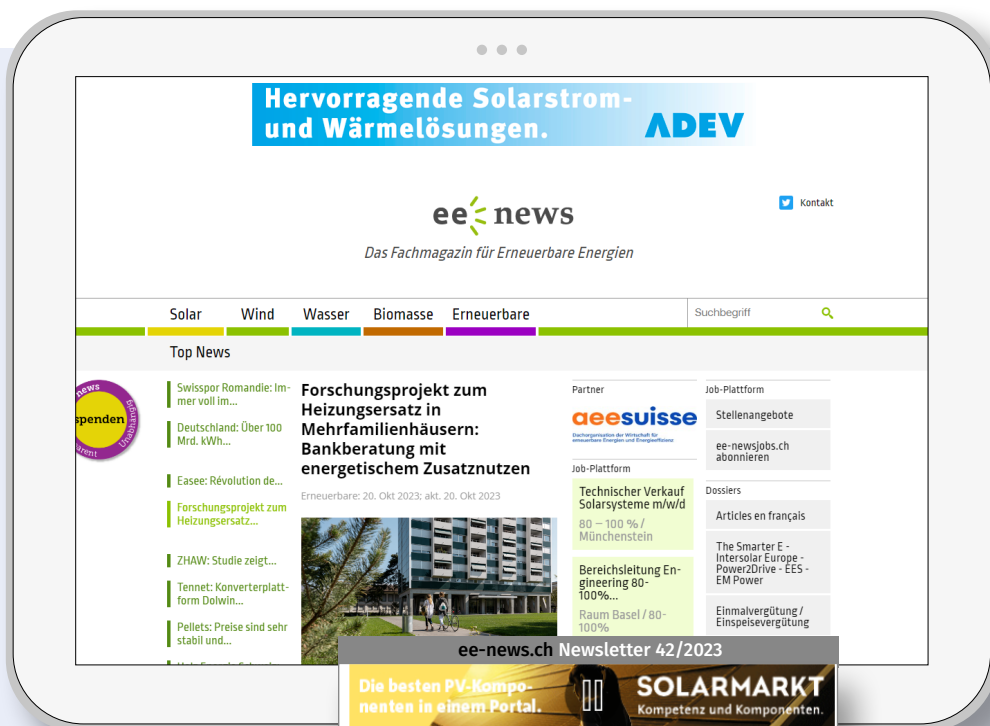 Hervorragende Solarstrom-
und Wärmelösungen.
ADEV
ee news
Kontakt
Das Fachmagazin für Erneuerbare Energien
Solar Wind Wasser Biomasse Erneuerbare
Suchbegriff
Top News
news
spenden
Unabhängig
arent
Swisspor Romandie: Im-
mer voll im...
Deutschland: Über 100
Mrd. kWh...
Easee: Révolution de...
Forschungsprojekt zum
Heizungsersatz...
ZHAW: Studie zeigt...
Tennet: Konverterplatt-
form Dolwin...
Pellets: Preise sind sehr
stabil und...
Forschungsprojekt zum
Heizungsersatz in
Mehrfamilienhäusern:
Bankberatung mit
energetischem Zusatznutzen
Erneuerbare: 20. Okt 2023; akt. 20. Okt 2023
Partner
aeesuisse
Dachorganisation der Wirtschaft für
erneuerbare Energien und Energieeffizienz
Job-Plattform
Technischer Verkauf
Solarsysteme m/w/d
80 – 100 % /
Münchenstein
Bereichsleitung En-
gineering 80-
100%...
Raum Basel / 80-
100%
Job-Plattform
Stellenangebote
ee-newsjobs.ch
abonnieren
Dossiers
Articles en français
The Smarter E -
Intersolar Europe -
Power2Drive - EES -
EM Power
Einmalvergütung /
Einspeisevergütung
ee-news.ch Newsletter 42/2023
Die besten PV-Kompo-
nenten in einem Portal.
SOLARMARKT
Kompetenz und Komponenten.